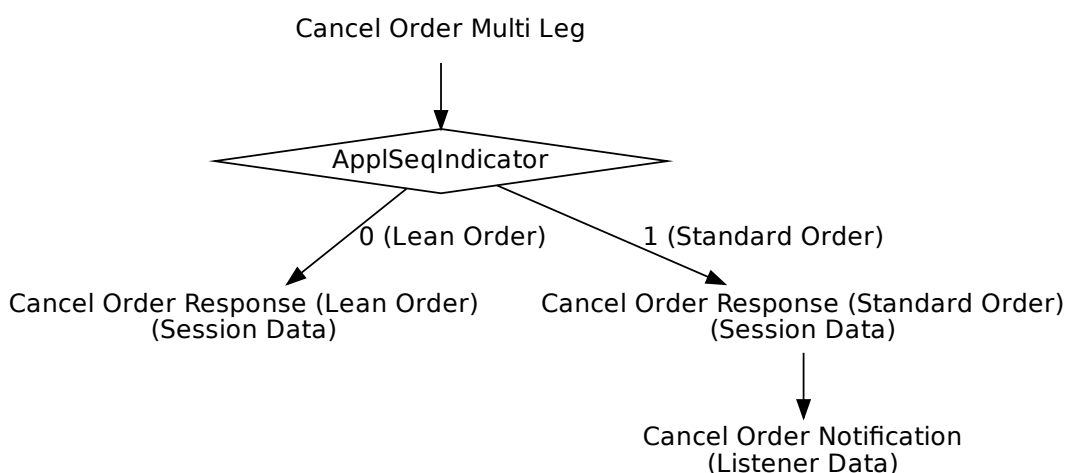 Cancel Order Multi Leg
ApplSeqIndicator
0 (Lean Order)
1 (Standard Order)
Cancel Order Response (Lean Order)
(Session Data)
Cancel Order Response (Standard Order)
(Session Data)
Cancel Order Notification
(Listener Data)